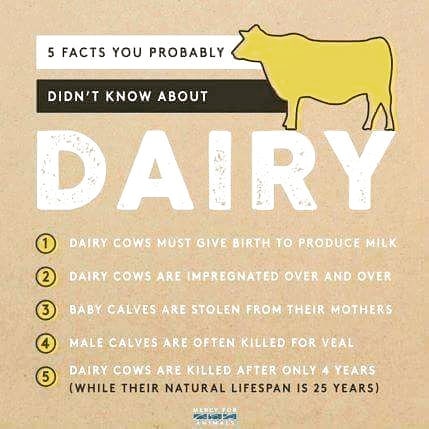 5 FACTS YOU PROBABLY
DIDN'T KNOW ABOUT
DAIRY
1 DAIRY COWS MUST GIVE BIRTH TO PRODUCE MILK
2 DAIRY COWS ARE IMPREGNATED OVER AND OVER
3 BABY CALVES ARE STOLEN FROM THEIR MOTHERS
4 MALE CALVES ARE OFTEN KILLED FOR VEAL
5 DAIRY COWS ARE KILLED AFTER ONLY 4 YEARS
(WHILE THEIR NATURAL LIFESPAN IS 25 YEARS)
MERCY FOR
ANIMALS